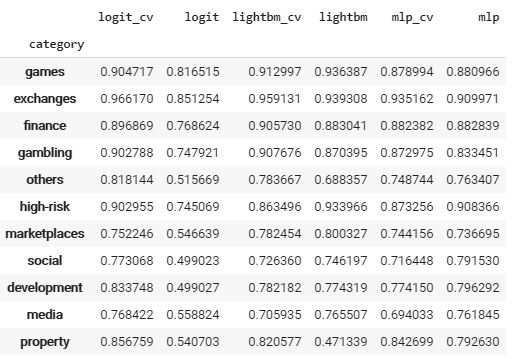 logit_cv logit lightbm_cv lightbm mlp_cv mlp
category
games 0.904717 0.816515 0.912997 0.936387 0.878994 0.880966
exchanges 0.966170 0.851254 0.959131 0.939308 0.935162 0.909971
finance 0.896869 0.768624 0.905730 0.883041 0.882382 0.882839
gambling 0.902788 0.747921 0.907676 0.870395 0.872975 0.833451
others 0.818144 0.515669 0.783667 0.688357 0.748744 0.763407
high-risk 0.902955 0.745069 0.863496 0.933966 0.873256 0.908366
marketplaces 0.752246 0.546639 0.782454 0.800327 0.744156 0.736695
social 0.773068 0.499023 0.726360 0.746197 0.716448 0.791530
development 0.833748 0.499027 0.782182 0.774319 0.774150 0.796292
media 0.768422 0.558824 0.705935 0.765507 0.694033 0.761845
property 0.856759 0.540703 0.820577 0.471339 0.842699 0.792630